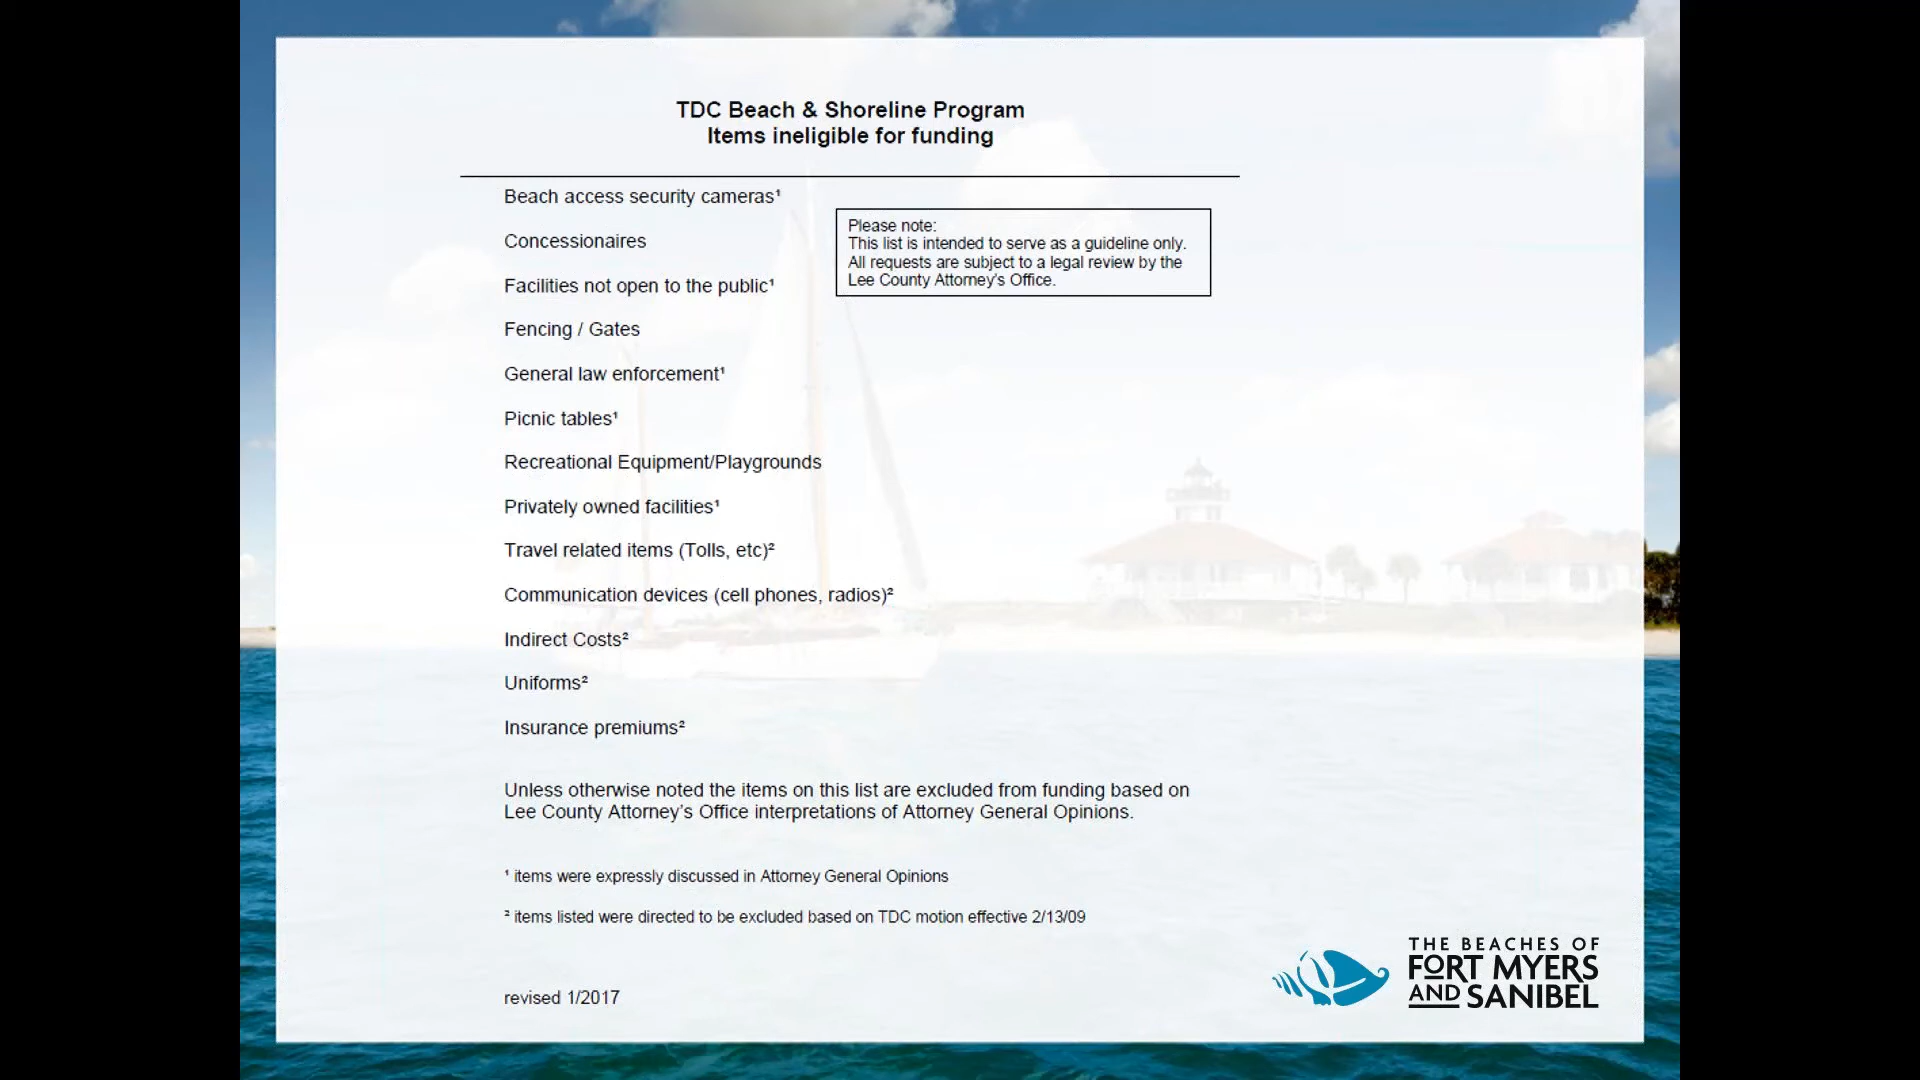 TDC Beach & Shoreline Program
Items ineligible for funding
Beach access security cameras¹
Please note:
This list is intended to serve as a guideline only.
All requests are subject to a legal review by the
Lee County Attorney's Office.
Concessionaires
Facilities not open to the public¹
Fencing / Gates
General law enforcement¹
Picnic tables¹
Recreational Equipment/Playgrounds
Privately owned facilities¹
Travel related items (Tolls, etc)²
Communication devices (cell phones, radios)²
Indirect Costs²
Uniforms²
Insurance premiums²
Unless otherwise noted the items on this list are excluded from funding based on
Lee County Attorney's Office interpretations of Attorney General Opinions.
¹ items were expressly discussed in Attorney General Opinions
² items listed were directed to be excluded based on TDC motion effective 2/13/09
revised 1/2017
THE BEACHES OF
FORT MYERS
AND SANIBEL